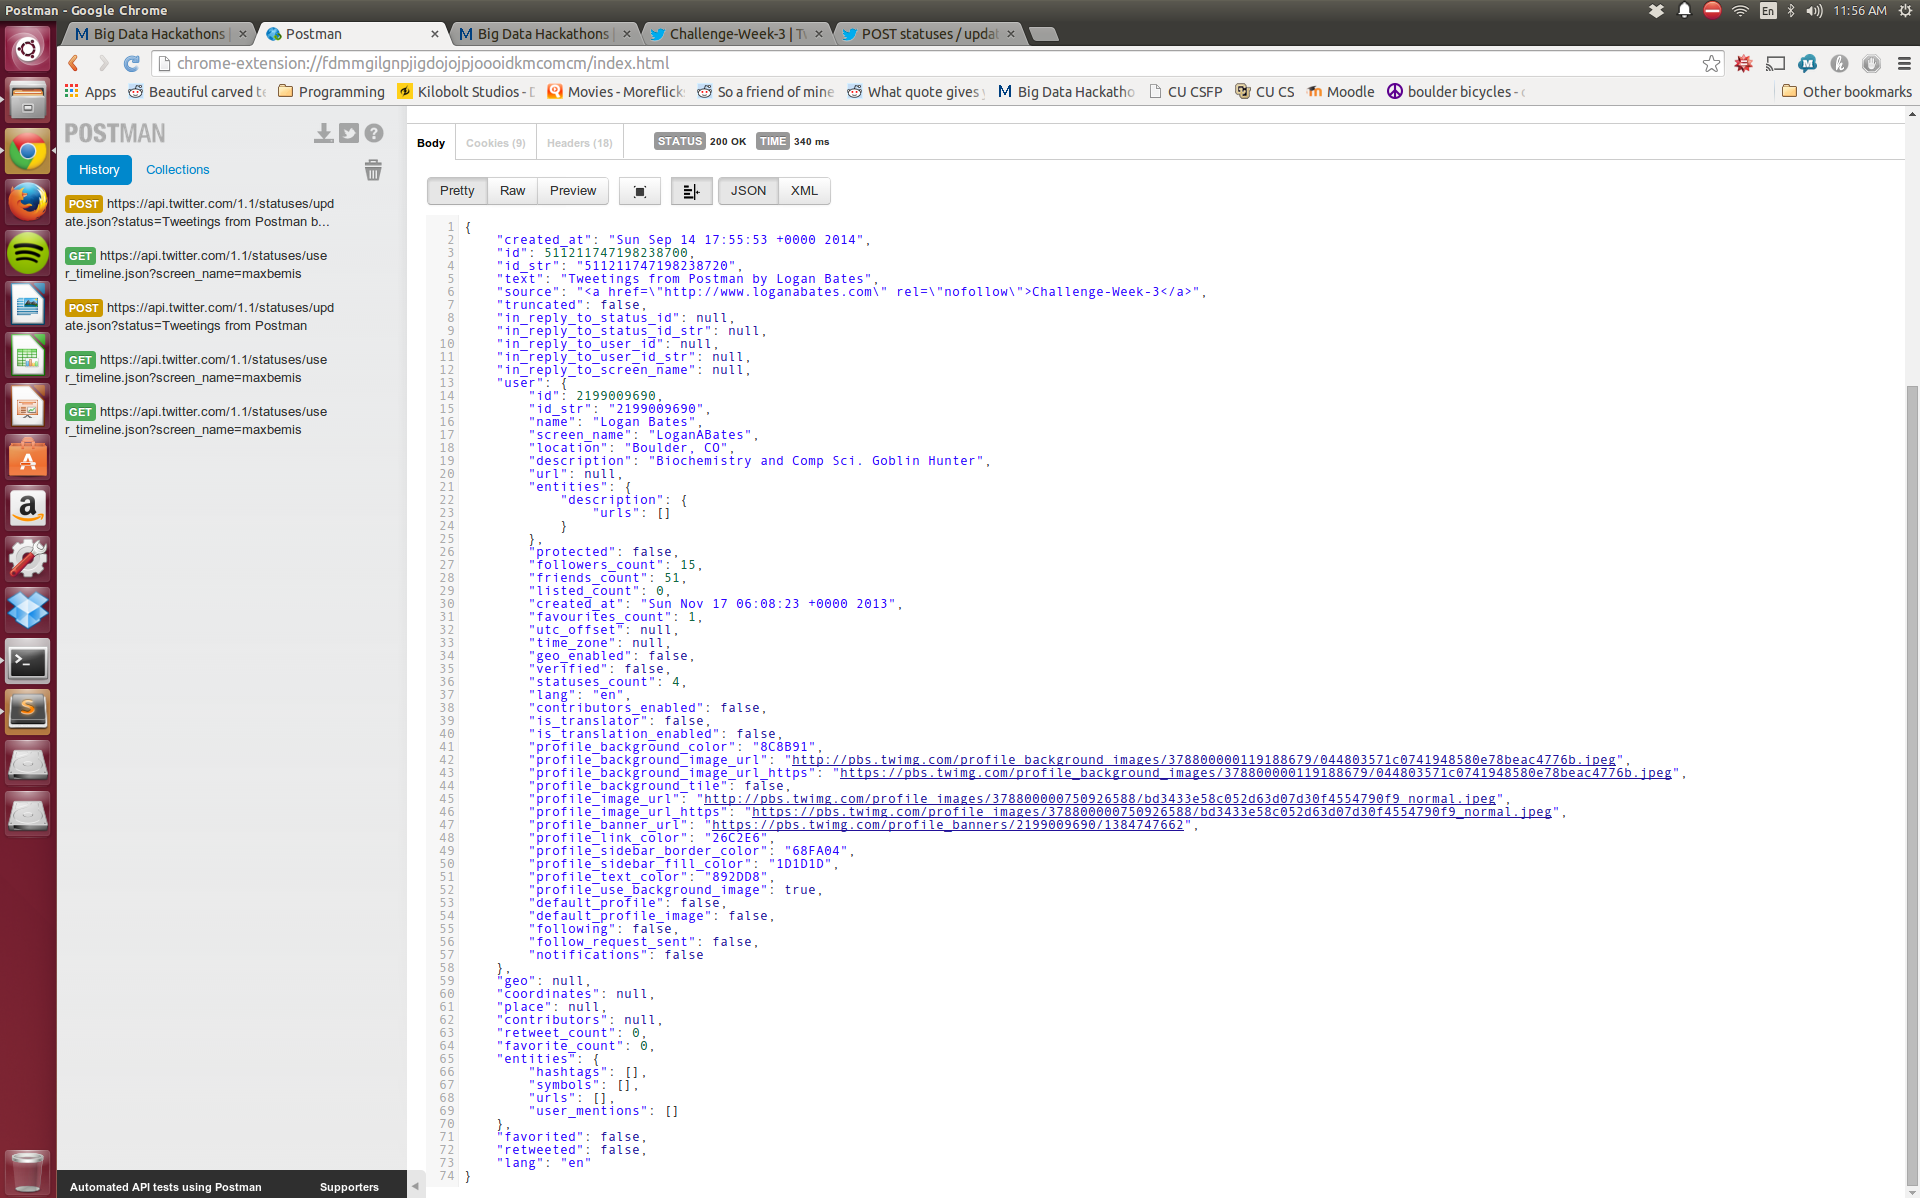 Postman - Google Chrome
En
11:56 AM
Big Data Hackathons |
Postman
Big Data Hackathons |
Challenge-Week-3 | Tw
POST statuses / updat
chrome-extension://fdmmgilgnpjigdojojpjoooidkmcomcm/index.html
Apps
Beautiful carved te
Programming
Kilobolt Studios -
Movies - Moreflick
So a friend of mine
What quote gives y
Big Data Hackatho
CU CSFP
CU CS
Moodle
boulder bicycles -
Other bookmarks
POSTMAN
History
Collections
POST https://api.twitter.com/1.1/statuses/upd
ate.json?status=Tweetings from Postman b...
GET https://api.twitter.com/1.1/statuses/use
r_timeline.json?screen_name=maxbemis
POST https://api.twitter.com/1.1/statuses/upd
ate.json?status=Tweetings from Postman
GET https://api.twitter.com/1.1/statuses/use
r_timeline.json?screen_name=maxbemis
GET https://api.twitter.com/1.1/statuses/use
r_timeline.json?screen_name=maxbemis
Automated API tests using Postman
Supporters
Body
Cookies (9)
Headers (18)
STATUS 200 OK TIME 340 ms
Pretty
Raw
Preview
JSON
XML
1 {
2 "created_at": "Sun Sep 14 17:55:53 +0000 2014",
3 "id": 511211747198238700,
4 "id_str": "511211747198238720",
5 "text": "Tweetings from Postman by Logan Bates",
6 "source": "<a href=\"http://www.loganabates.com\" rel=\"nofollow\">Challenge-Week-3</a>",
7 "truncated": false,
8 "in_reply_to_status_id": null,
9 "in_reply_to_status_id_str": null,
10 "in_reply_to_user_id": null,
11 "in_reply_to_user_id_str": null,
12 "in_reply_to_screen_name": null,
13 "user": {
14 "id": 2199009690,
15 "id_str": "2199009690",
16 "name": "Logan Bates",
17 "screen_name": "LoganABates",
18 "location": "Boulder, CO",
19 "description": "Biochemistry and Comp Sci. Goblin Hunter",
20 "url": null,
21 "entities": {
22 "description": {
23 "urls": []
24 }
25 },
26 "protected": false,
27 "followers_count": 15,
28 "friends_count": 51,
29 "listed_count": 0,
30 "created_at": "Sun Nov 17 06:08:23 +0000 2013",
31 "favourites_count": 1,
32 "utc_offset": null,
33 "time_zone": null,
34 "geo_enabled": false,
35 "verified": false,
36 "statuses_count": 4,
37 "lang": "en",
38 "contributors_enabled": false,
39 "is_translator": false,
40 "is_translation_enabled": false,
41 "profile_background_color": "8C8B91",
42 "profile_background_image_url": "http://pbs.twimg.com/profile_background_images/378800000119188679/044803571c0741948580e78beac4776b.jpeg",
43 "profile_background_image_url_https": "https://pbs.twimg.com/profile_background_images/378800000119188679/044803571c0741948580e78beac4776b.jpeg",
44 "profile_background_tile": false,
45 "profile_image_url": "http://pbs.twimg.com/profile_images/378800000750926588/bd3433e58c052d63d07d30f4554790f9_normal.jpeg",
46 "profile_image_url_https": "https://pbs.twimg.com/profile_images/378800000750926588/bd3433e58c052d63d07d30f4554790f9_normal.jpeg",
47 "profile_banner_url": "https://pbs.twimg.com/profile_banners/2199009690/1384747662",
48 "profile_link_color": "26C2E6",
49 "profile_sidebar_border_color": "68FA04",
50 "profile_sidebar_fill_color": "1D1D1D",
51 "profile_text_color": "892DD8",
52 "profile_use_background_image": true,
53 "default_profile": false,
54 "default_profile_image": false,
55 "following": false,
56 "follow_request_sent": false,
57 "notifications": false
58 },
59 "geo": null,
60 "coordinates": null,
61 "place": null,
62 "contributors": null,
63 "retweet_count": 0,
64 "favorite_count": 0,
65 "entities": {
66 "hashtags": [],
67 "symbols": [],
68 "urls": [],
69 "user_mentions": []
70 },
71 "favorited": false,
72 "retweeted": false,
73 "lang": "en"
74 }